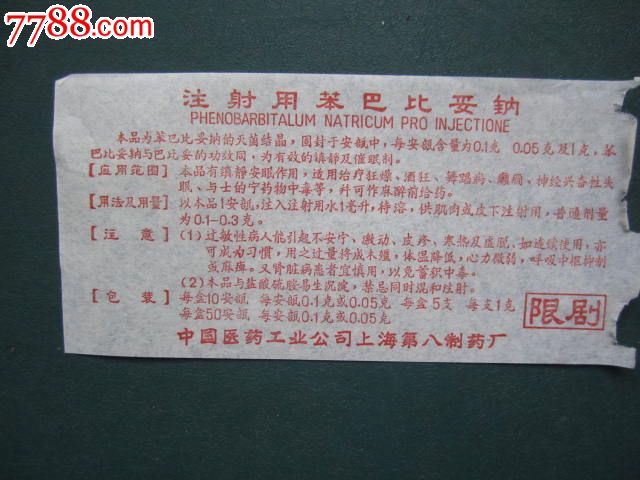 7788.com
注射用苯巴比妥鈉
PHENOBARBITALUM NATRICUM PRO INJECTIONE
本品为苯巴比妥钠的灭菌结晶，固封于安瓿中，每安瓿含量为0.1克 0.05克及1克，苯
巴比妥钠与巴比妥的功效同，为有效的镇静及催眠剂。
[应用范围] 本品有镇静安眠作用，适用治疗狂燥、酒狂、舞蹈病、癫癎、神经兴奋性失
眠、与士的宁药物中毒等，幷可作麻醉前给药。
[用法及用量] 以本品1安瓿，注入注射用水1毫升，待溶，供肌肉或皮下注射用，普通剂量
为0.1—0.3克。
[注 意] (1) 过敏性病人能引起不安宁、激动、皮疹、寒热及虚脱，如连续使用，亦
可成为习惯，用之过量将成木殭，体温降低，心力微弱，呼吸中枢抑制
或麻痺。又肾脏病患者宜慎用，以免蓄积中毒。
(2) 本品与盐酸硫胺易生沉淀，禁忌同时混和注射。
[包 装] 每盒10安瓿 每安瓿0.1克或0.05克 每盒5支 每支1克
每盒50安瓿 每安瓿0.1克或0.05克
限剧
中国医药工业公司上海第八制药厂